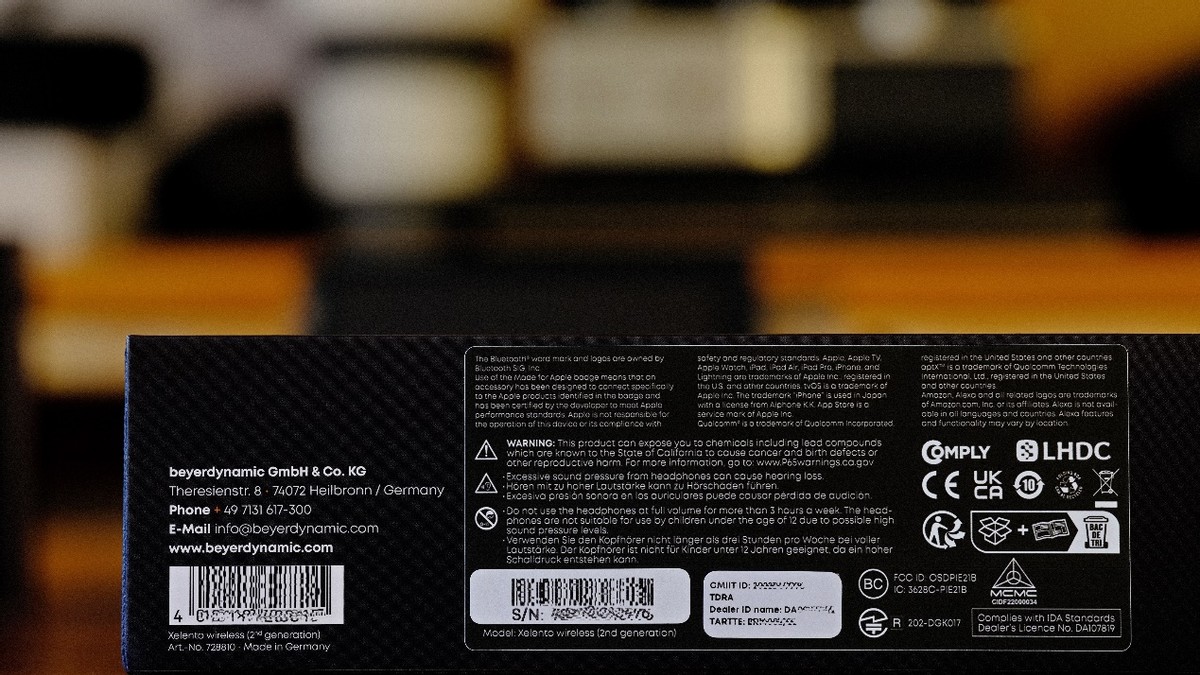 beyerdynamic GmbH & Co. KG
Theresienstr. 8 · 74072 Heilbronn / Germany
Phone + 49 7131 617-300
E-Mail info@beyerdynamic.com
www.beyerdynamic.com
4
Xelento wireless (2nd generation)
Art.-No. 728810 · Made in Germany
The Bluetooth® word mark and logos are owned by
Bluetooth SIG, Inc.
Use of the Made for Apple badge means that an
accessory has been designed to connect specifically
to the Apple products identified in the badge and
has been certified by the developer to meet Apple
performance standards. Apple is not responsible for
the operation of this device or its compliance with
safety and regulatory standards. Apple, Apple TV,
Apple Watch, iPad, iPad Air, iPad Pro, iPhone, and
Lightning are trademarks of Apple Inc., registered in
the U.S. and other countries. tvOS is a trademark of
Apple Inc. The trademark "iPhone" is used in Japan
with a license from Aiphone K.K. App Store is a
service mark of Apple Inc.
Qualcomm® is a trademark of Qualcomm Incorporated,
registered in the United States and other countries.
aptX™ is a trademark of Qualcomm Technologies
International, Ltd., registered in the United States
and other countries.
Amazon, Alexa and all related logos are trademarks
of Amazon.com, Inc. or its affiliates. Alexa is not avail-
able in all languages and countries. Alexa features
and functionality may vary by location.
WARNING: This product can expose you to chemicals including lead compounds
which are known to the State of California to cause cancer and birth defects or
other reproductive harm. For more information, go to: www.P65warnings.ca.gov
· Excessive sound pressure from headphones can cause hearing loss.
· Hören mit zu hoher Lautstärke kann zu Hörschäden führen.
· Excesiva presión sonora en los auriculares puede causar pérdida de audición.
· Do not use the headphones at full volume for more than 3 hours a week. The head-
phones are not suitable for use by children under the age of 12 due to possible high
sound pressure levels.
· Verwenden Sie den Kopfhörer nicht länger als drei Stunden pro Woche bei voller
Lautstärke. Der Kopfhörer ist nicht für Kinder unter 12 Jahren geeignet, da ein hoher
Schalldruck entstehen kann.
COMPLY
LHDC
CE
UK
CA
10
+
BAC
DE
TRI
S/N:
Model: Xelento wireless (2nd generation)
CMIIT ID:
TDRA
Dealer ID name: DA
TARTTE:
BC
FCC ID: OSDPIE21B
IC: 3628C-PIE21B
R 202-DGK017
MCMC
CIDF22000034
Complies with IDA Standards
Dealer's Licence No. DA107819